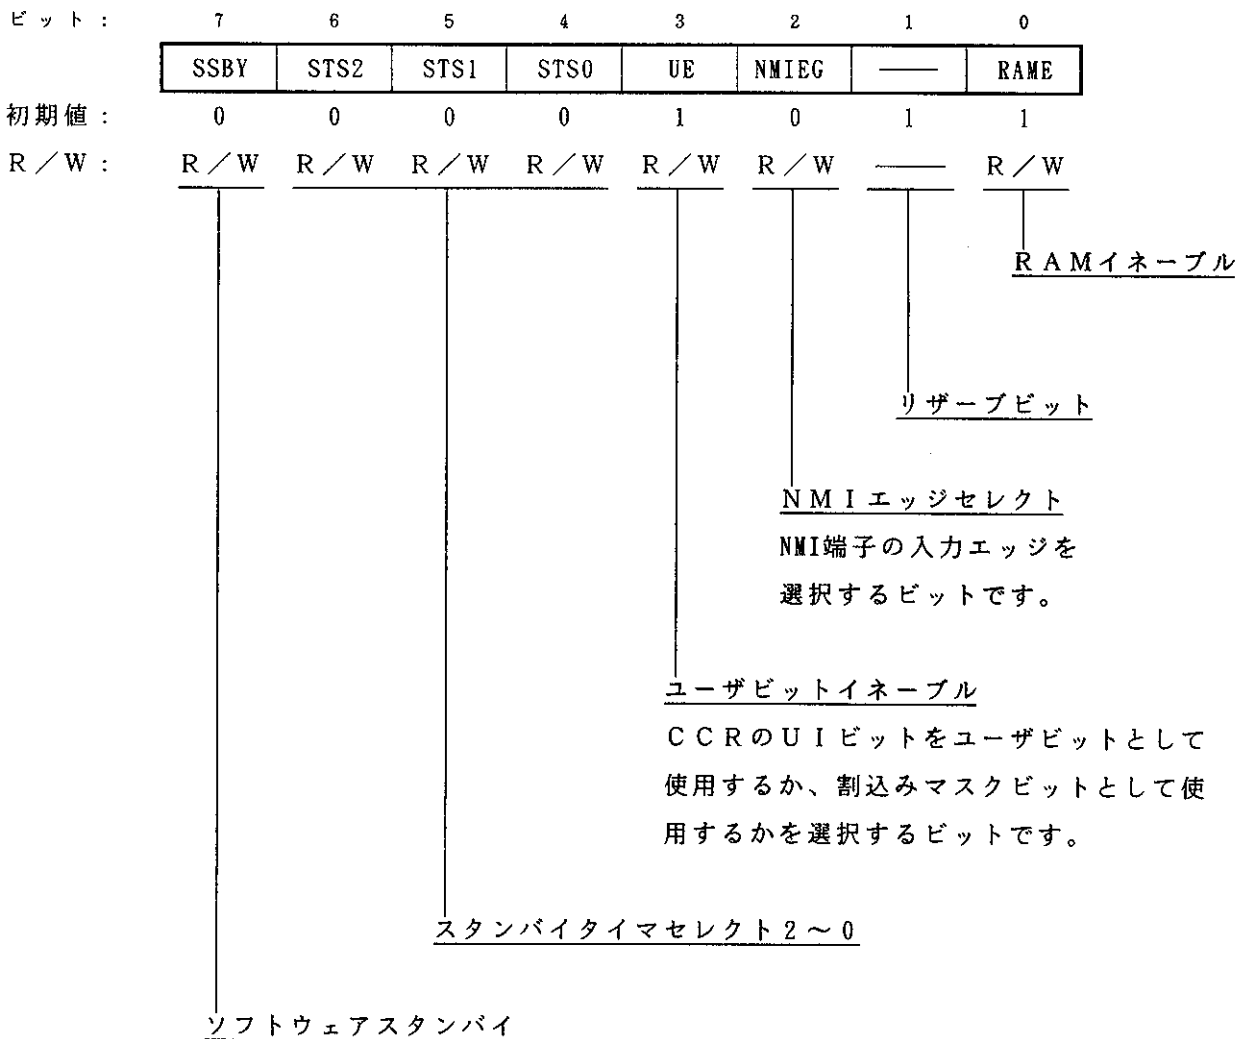 ビット： 7 6 5 4 3 2 1 0
SSBY STS2 STS1 STS0 UE NMIEG ── RAME
初期値： 0 0 0 0 1 0 1 1
R／W： R／W R／W R／W R／W R／W R／W ── R／W
RAMイネーブル
リザーブビット
NMIエッジセレクト
NMI端子の入力エッジを
選択するビットです。
ユーザビットイネーブル
CCRのUIビットをユーザビットとして
使用するか、割込みマスクビットとして使
用するかを選択するビットです。
スタンバイタイマセレクト2～0
ソフトウェアスタンバイ